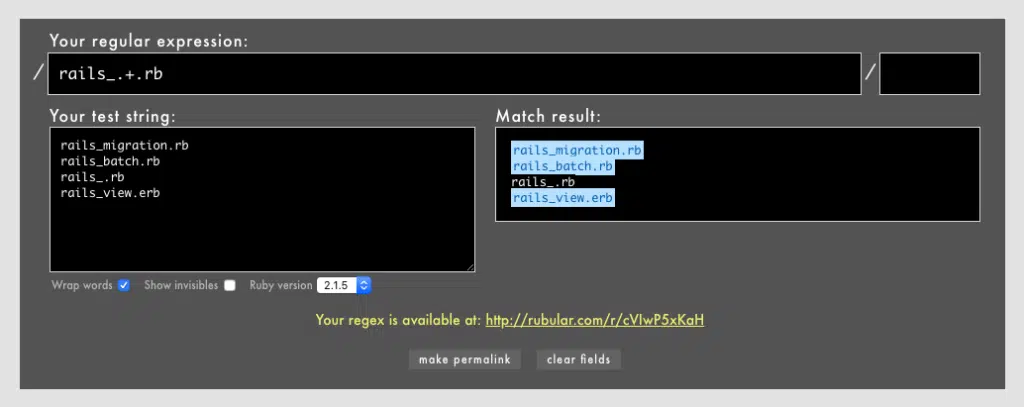 Your regular expression:
/ rails_.+.rb /
Your test string:
rails_migration.rb
rails_batch.rb
rails_.rb
rails_view.erb
Match result:
rails_migration.rb
rails_batch.rb
rails_.rb
rails_view.erb
Wrap words Show invisibles Ruby version 2.1.5
Your regex is available at: http://rubular.com/r/cVIwP5xKaH
make permalink clear fields